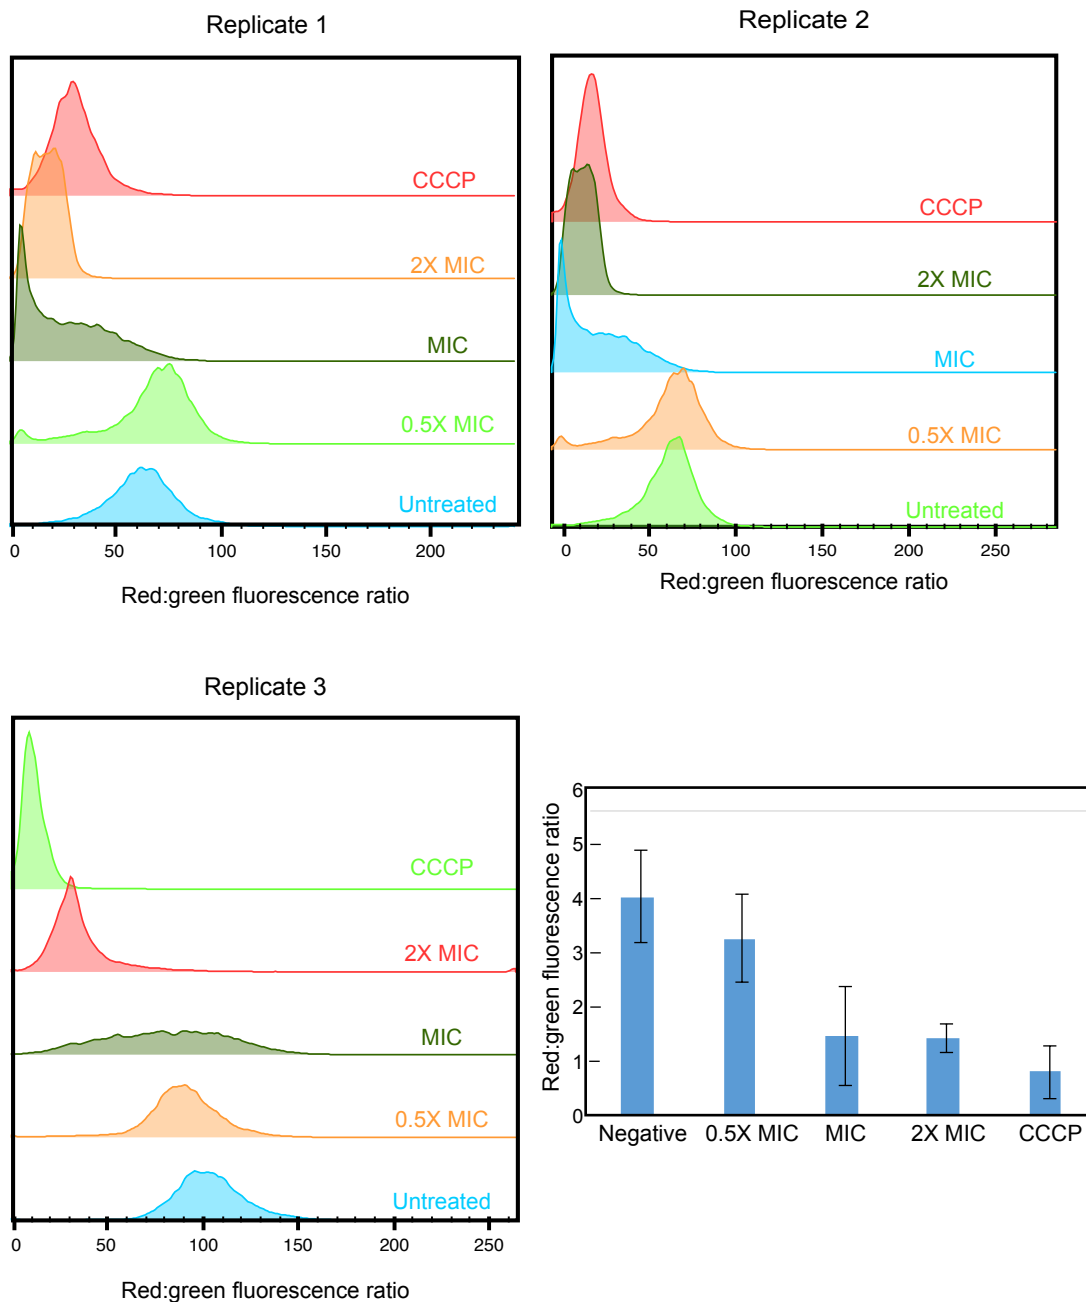 Replicate 1
CCCP
2X MIC
MIC
0.5X MIC
Untreated
0 50 100 150 200
Red:green fluorescence ratio
Replicate 2
CCCP
2X MIC
MIC
0.5X MIC
Untreated
0 50 100 150 200 250
Red:green fluorescence ratio
Replicate 3
CCCP
2X MIC
MIC
0.5X MIC
Untreated
0 50 100 150 200 250
Red:green fluorescence ratio
Red:green fluorescence ratio
6
5
4
3
2
1
0
Negative 0.5X MIC MIC 2X MIC CCCP